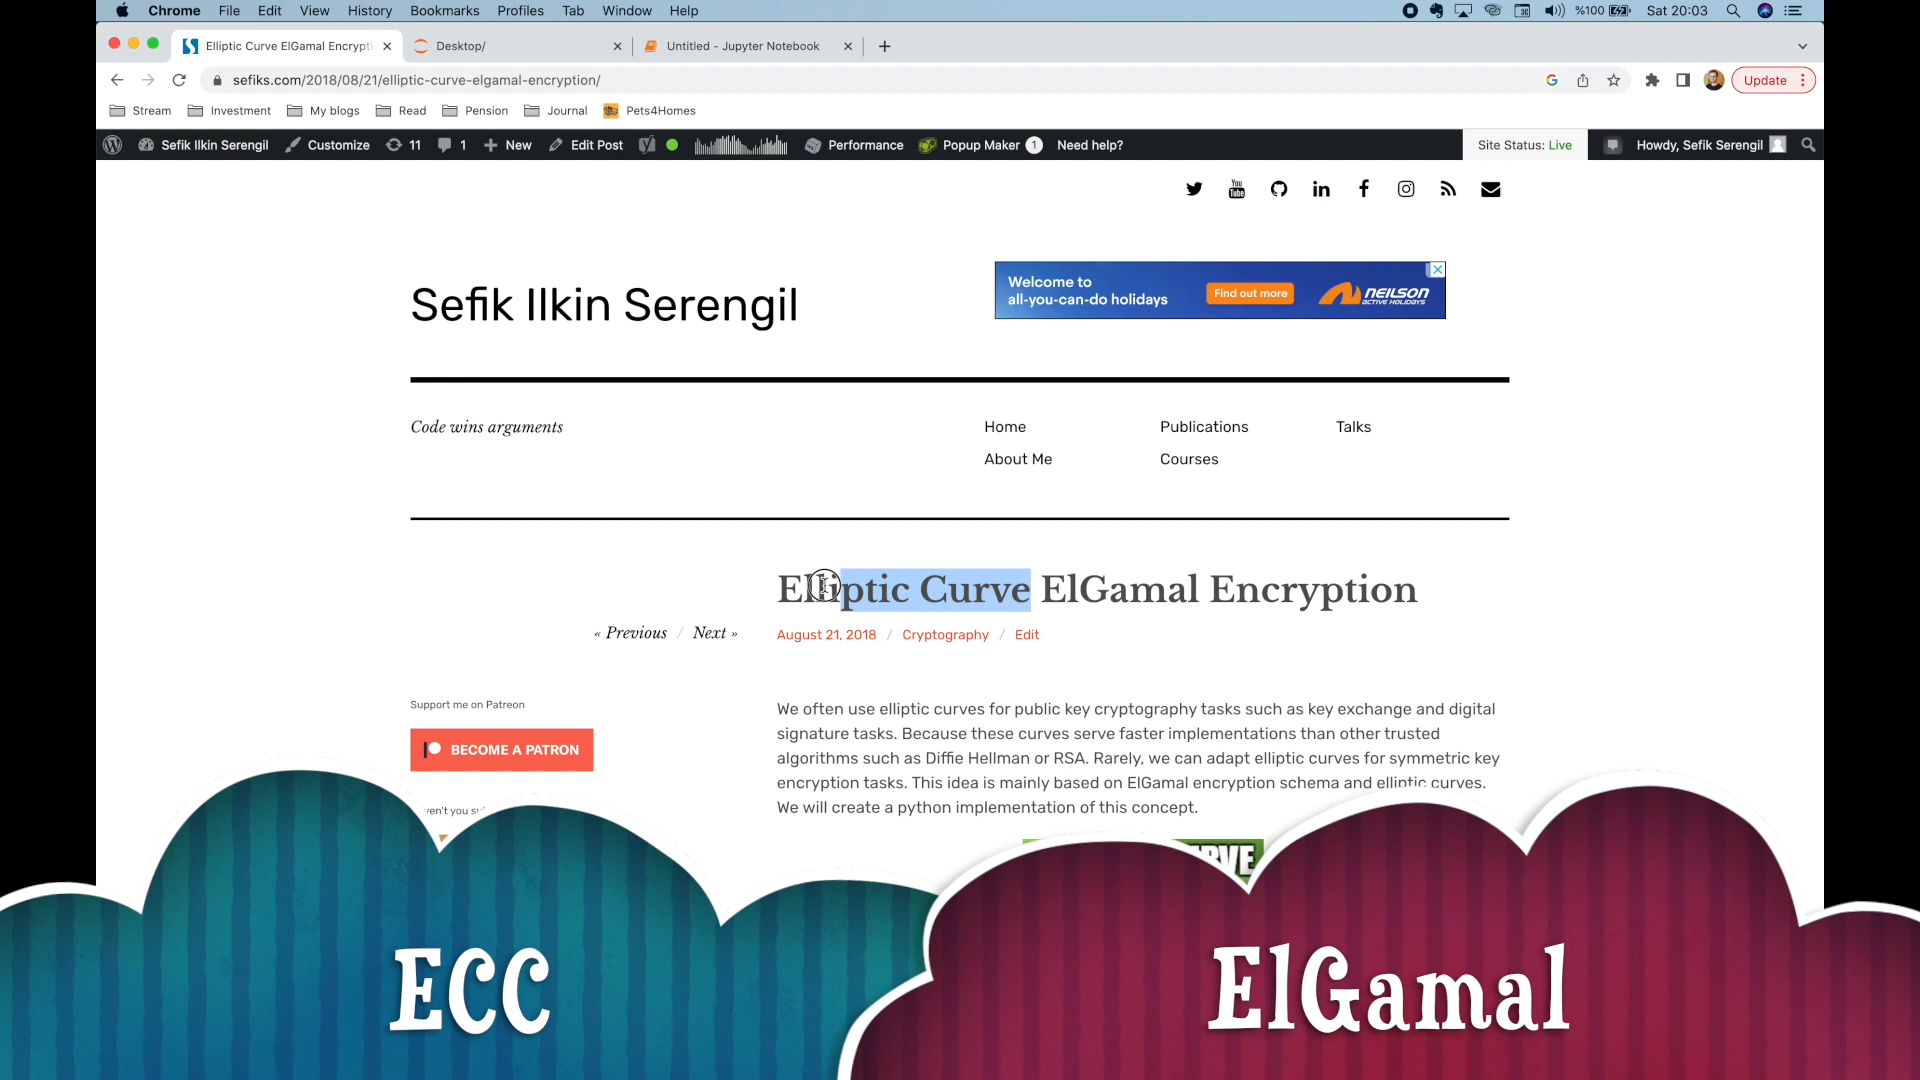 Chrome File Edit View History Bookmarks Profiles Tab Window Help %100 Sat 20:03
Elliptic Curve ElGamal Encrypti Desktop/ Untitled - Jupyter Notebook
sefiks.com/2018/08/21/elliptic-curve-elgamal-encryption/ Update
Stream Investment My blogs Read Pension Journal Pets4Homes
Sefik Ilkin Serengil Customize 11 1 New Edit Post Performance Popup Maker 1 Need help? Site Status: Live Howdy, Sefik Serengil
You Tube
Sefik Ilkin Serengil
Welcome to
all-you-can-do holidays
Find out more
NEILSON
ACTIVE HOLIDAYS
Code wins arguments
Home Publications Talks
About Me Courses
Elliptic Curve ElGamal Encryption
« Previous / Next »
August 21, 2018 / Cryptography / Edit
Support me on Patreon
BECOME A PATRON
We often use elliptic curves for public key cryptography tasks such as key exchange and digital
signature tasks. Because these curves serve faster implementations than other trusted
algorithms such as Diffie Hellman or RSA. Rarely, we can adapt elliptic curves for symmetric key
encryption tasks. This idea is mainly based on ElGamal encryption schema and elliptic curves.
We will create a python implementation of this concept.
ECC
ElGamal